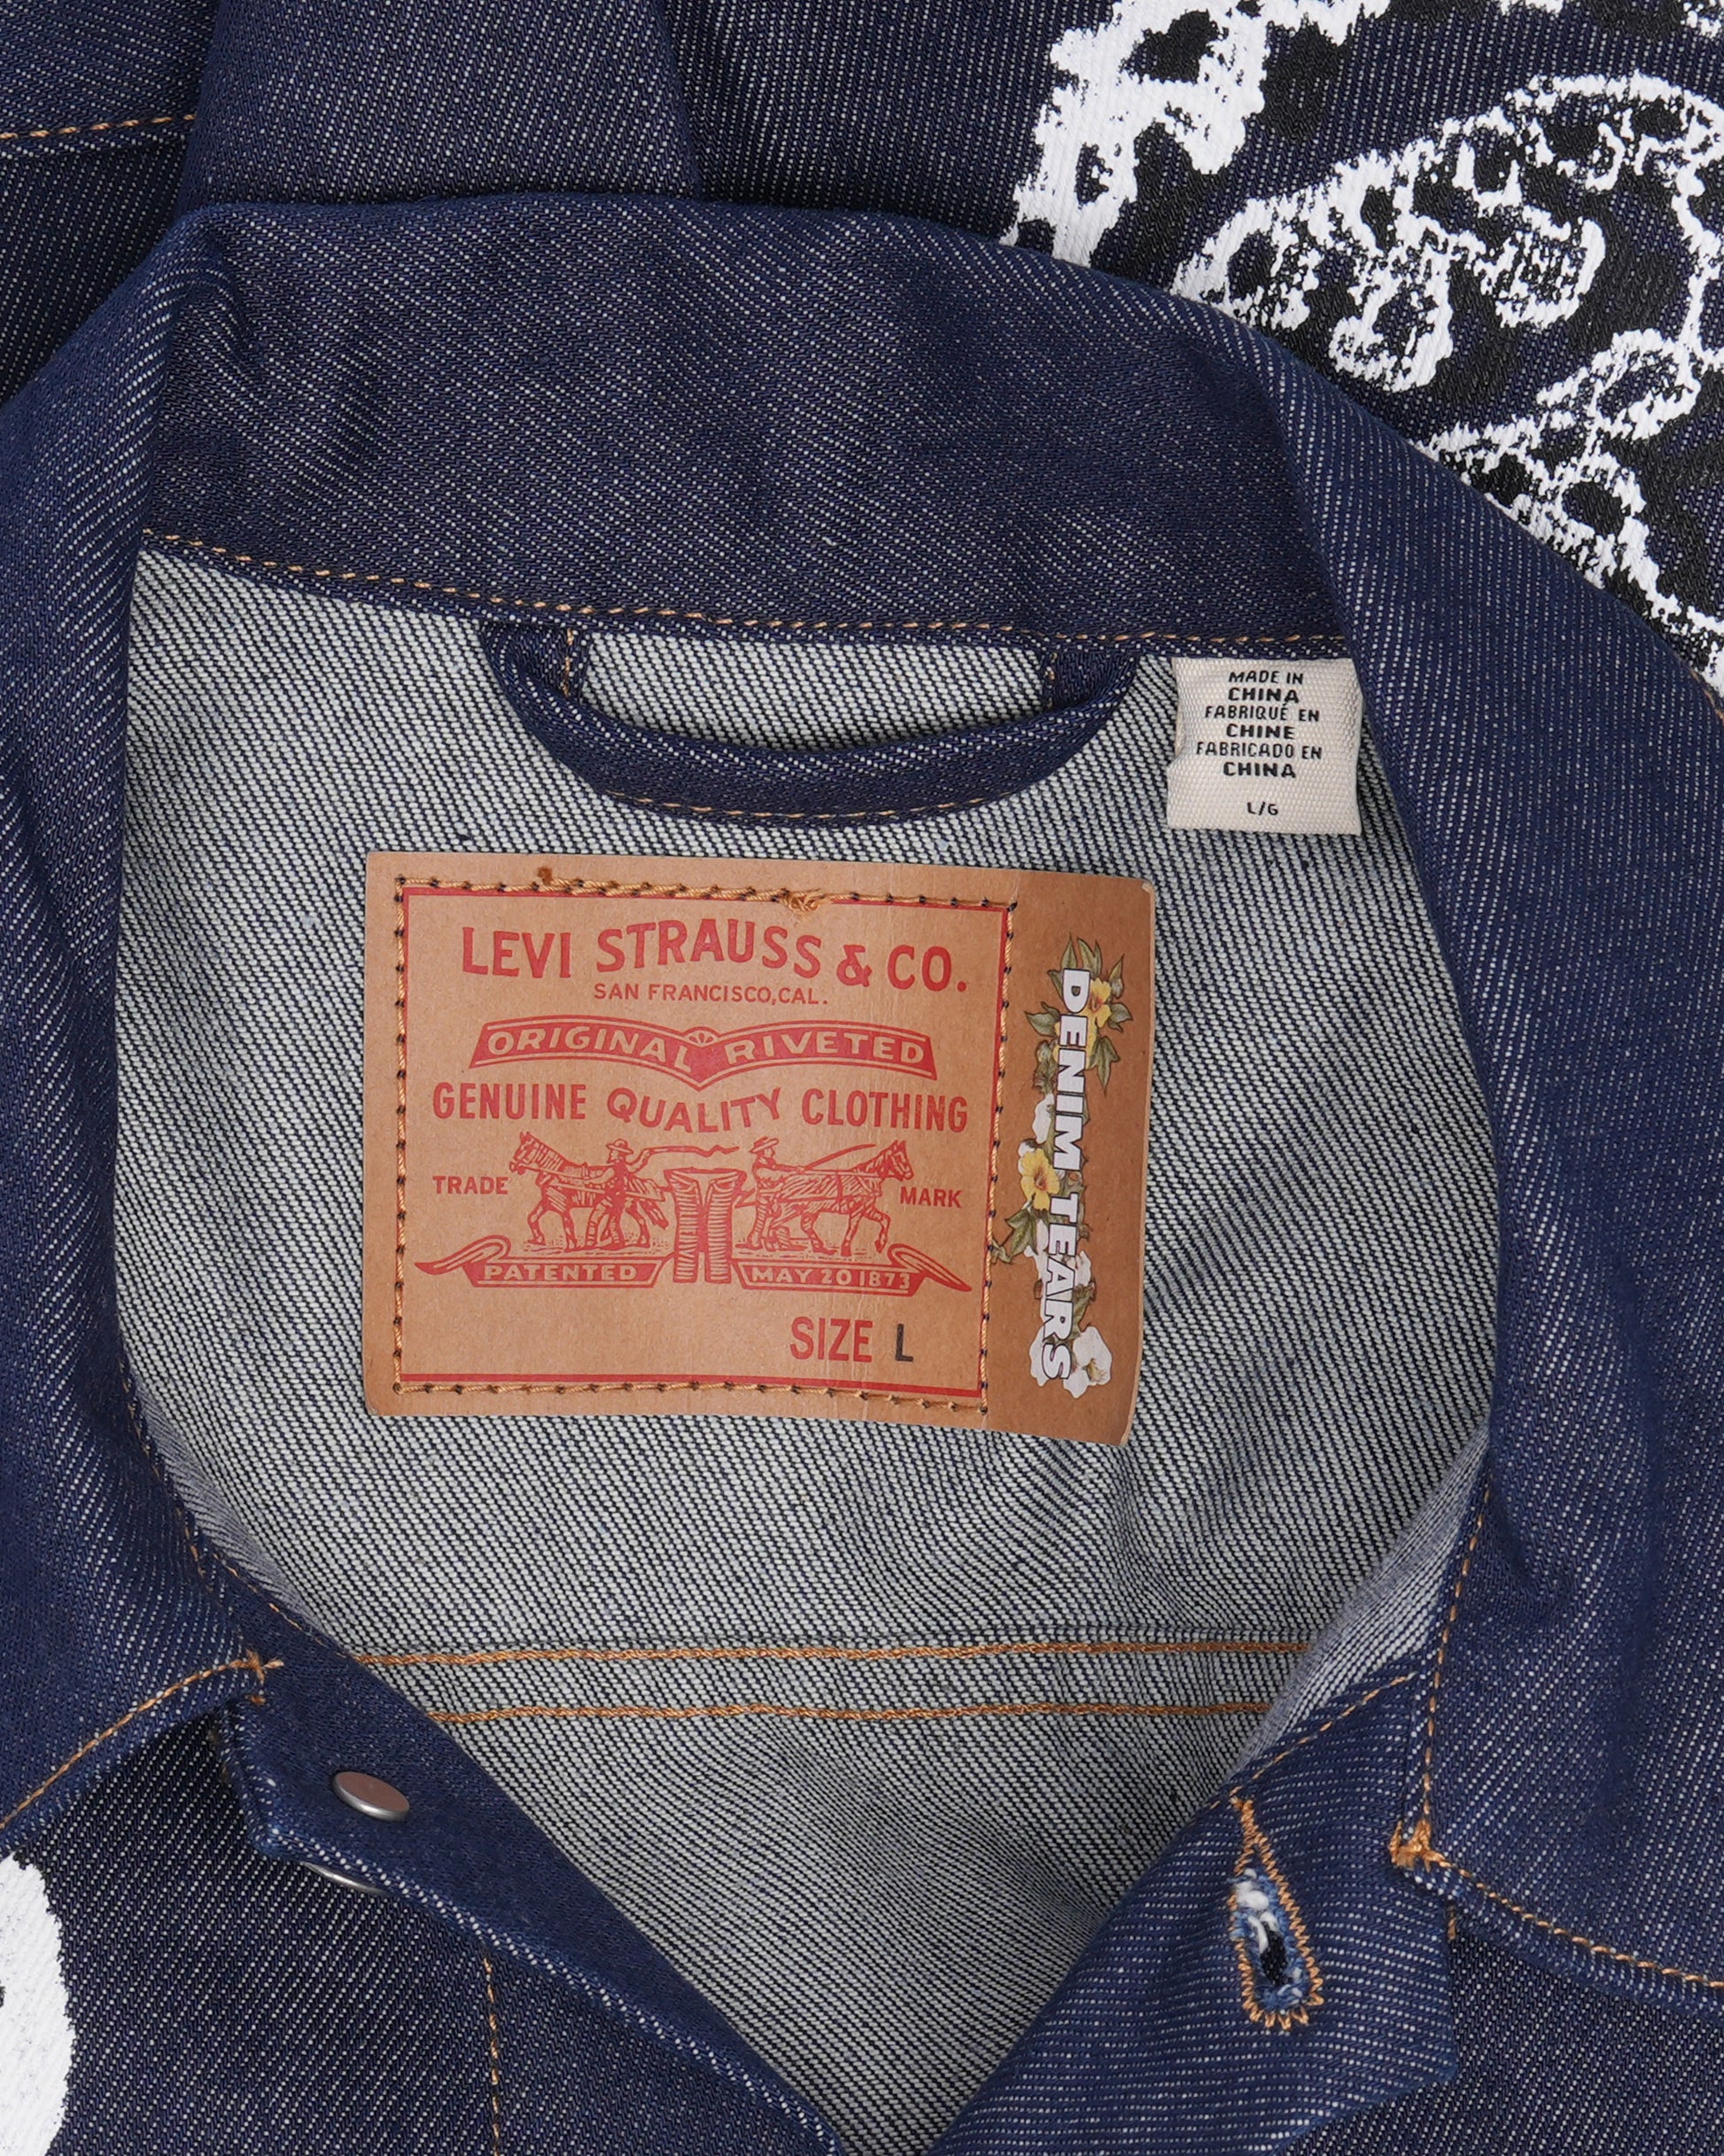 MADE IN
CHINA
FABRIQUÉ EN
CHINE
FABRICADO EN
CHINA
L/G
LEVI STRAUSS & CO.
SAN FRANCISCO, CAL.
ORIGINAL RIVETED
GENUINE QUALITY CLOTHING
TRADE MARK
PATENTED MAY 20 1873
SIZE L
DENIM TEARS